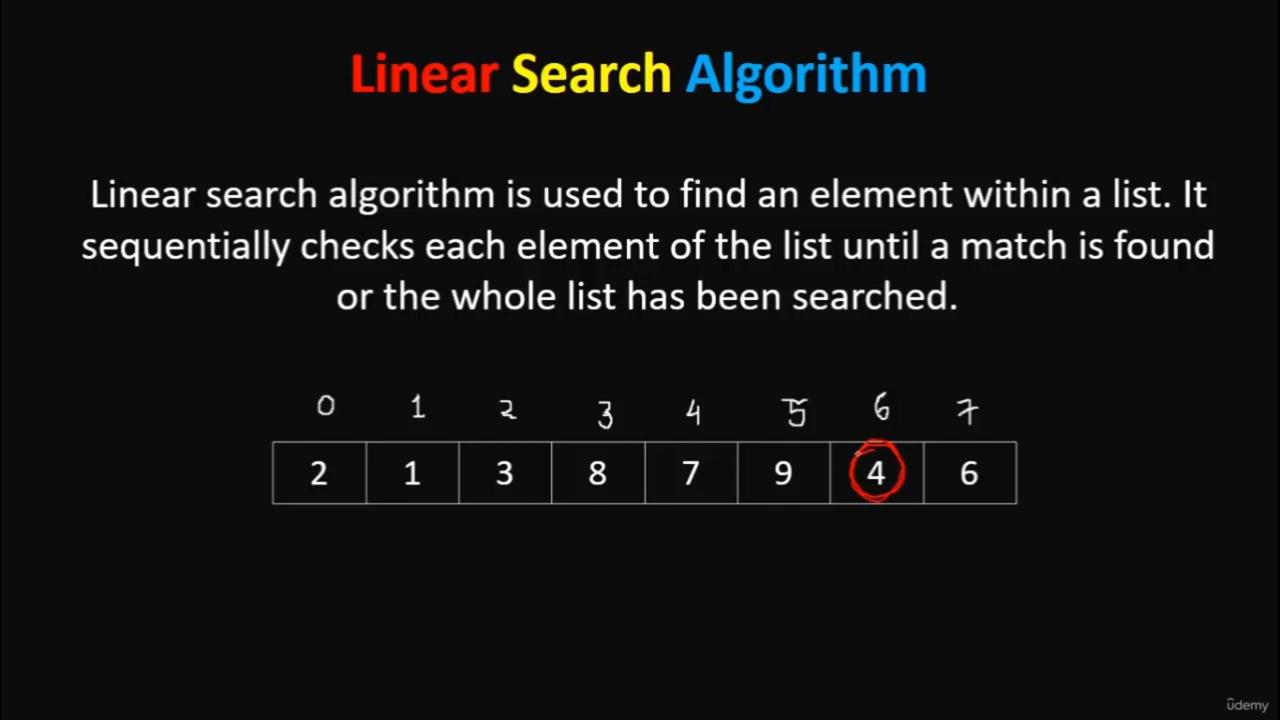 Linear Search Algorithm
Linear search algorithm is used to find an element within a list. It
sequentially checks each element of the list until a match is found
or the whole list has been searched.
0 1 2 3 4 5 6 7
2 1 3 8 7 9 4 6
ûdemy